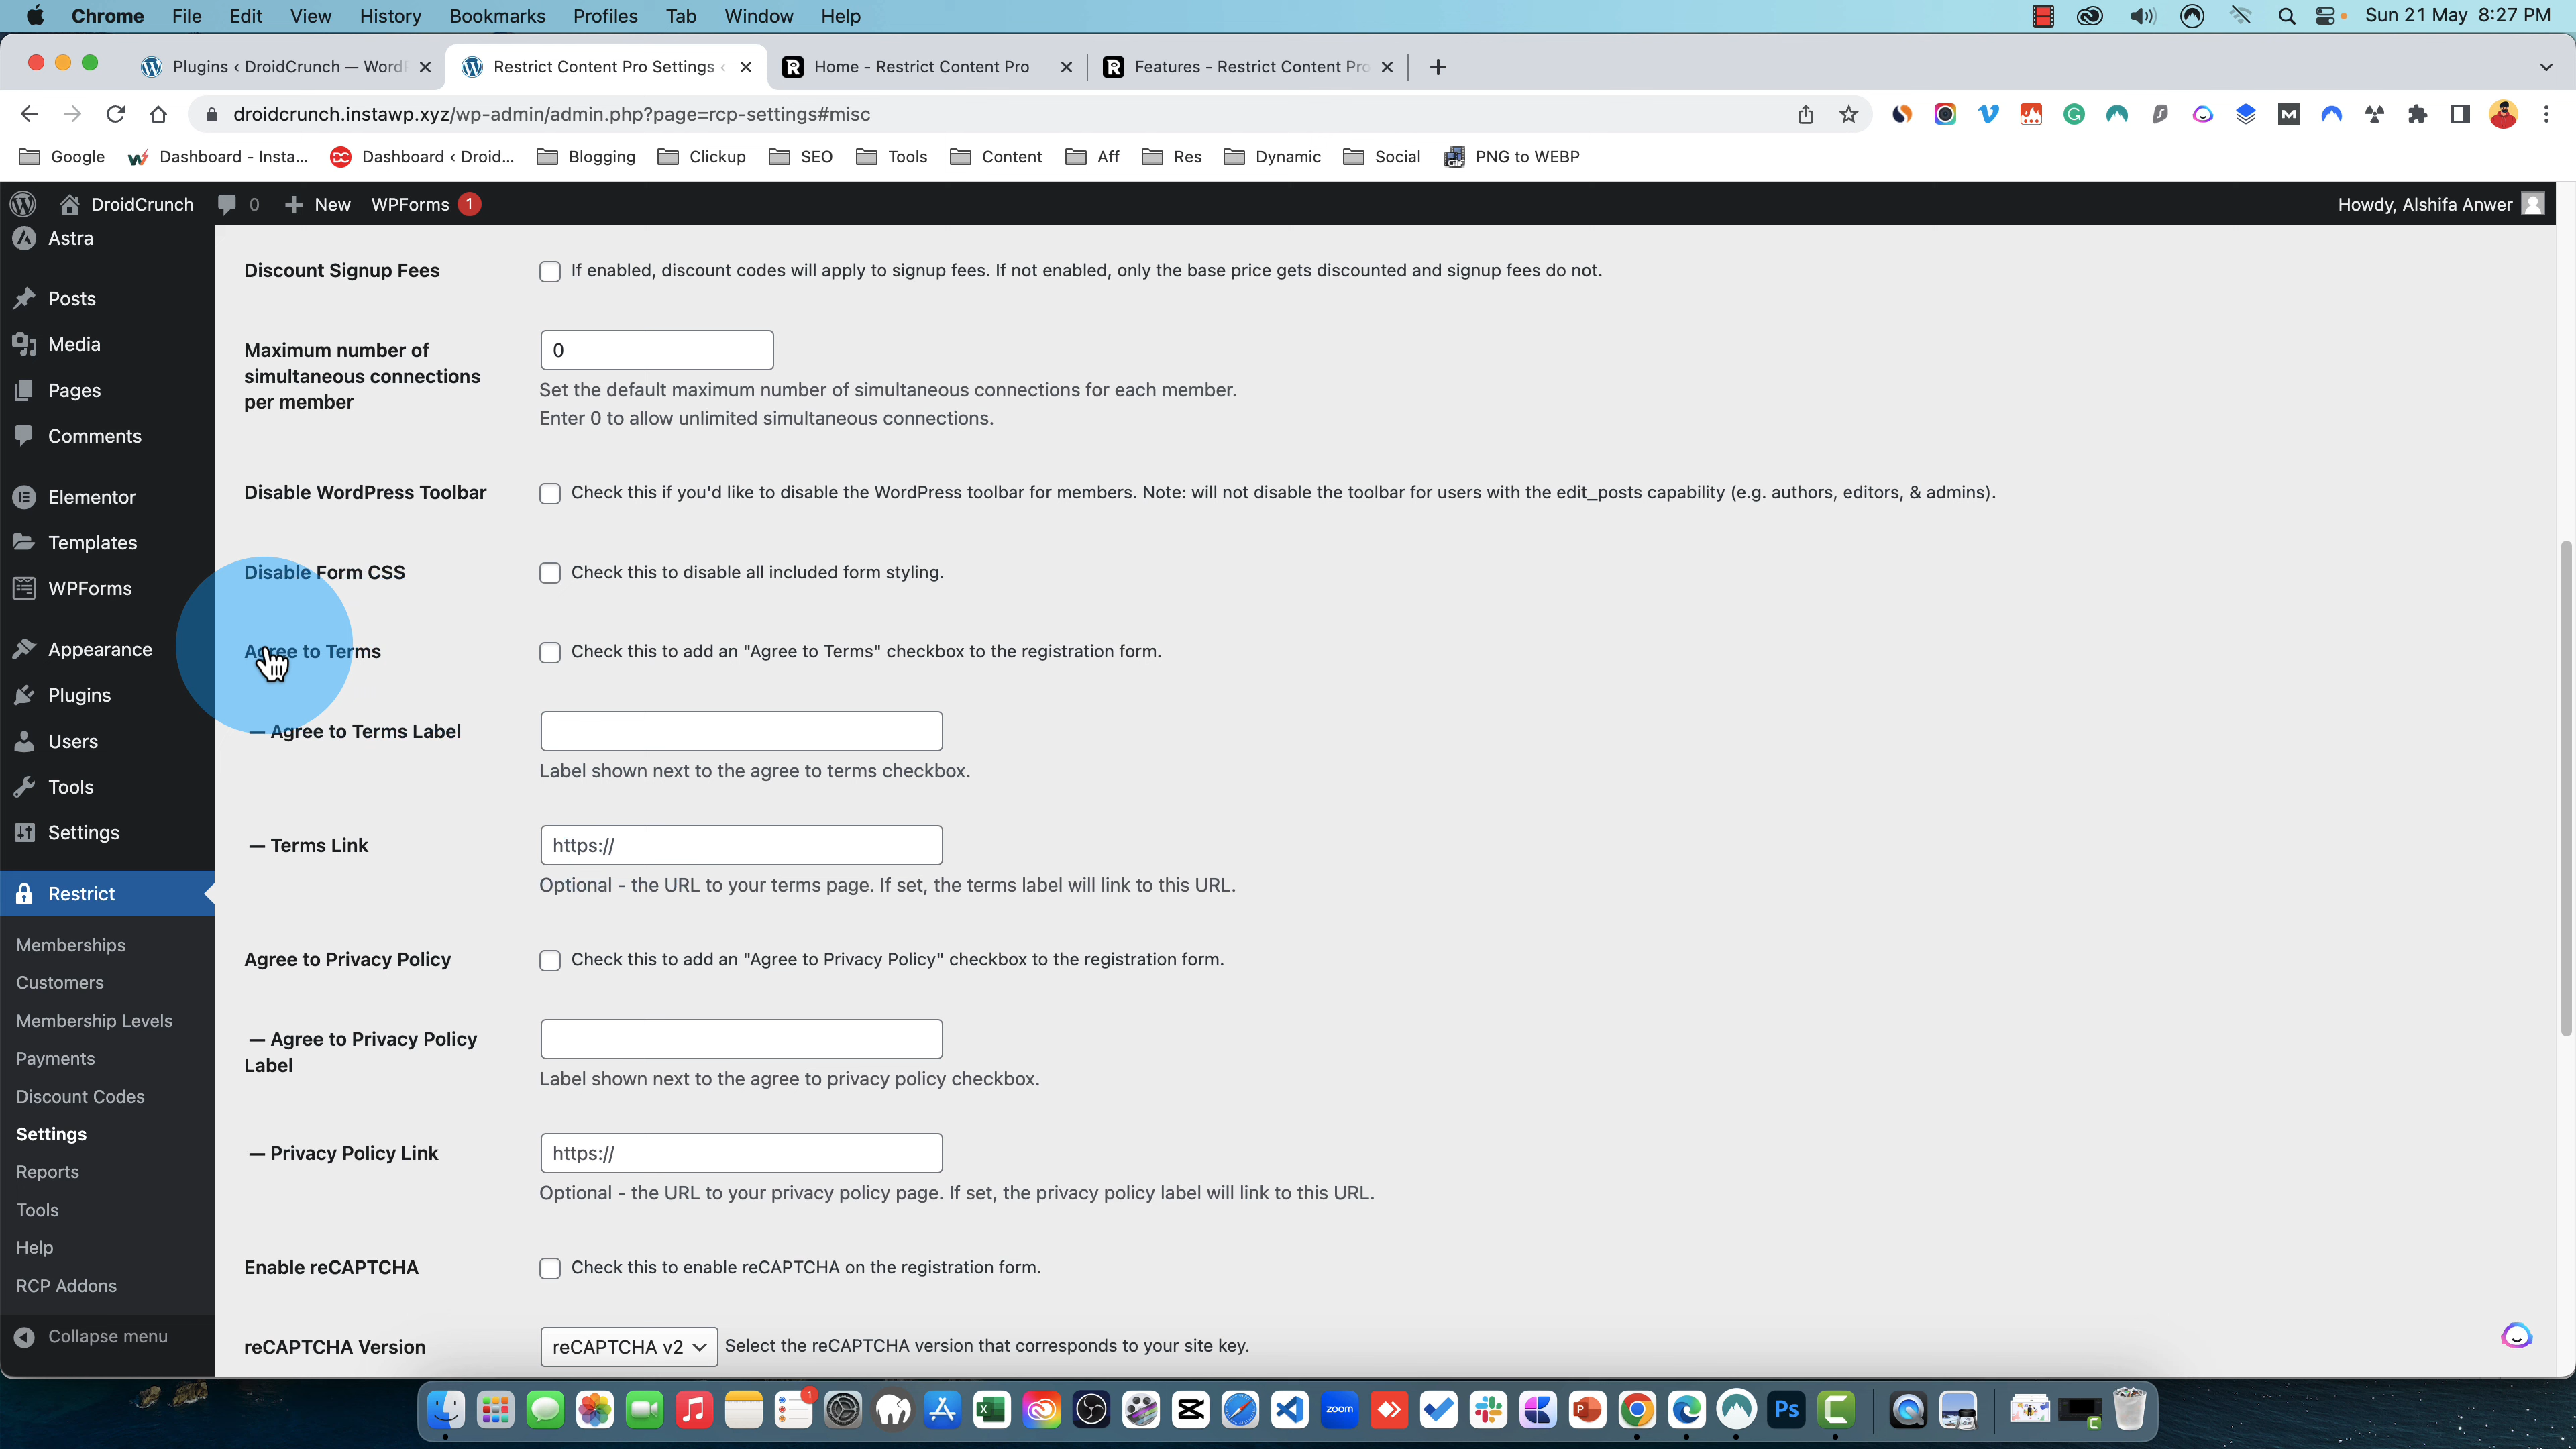 Chrome File Edit View History Bookmarks Profiles Tab Window Help Sun 21 May 8:27 PM
Plugins ‹ DroidCrunch — WordP Restrict Content Pro Settings ‹ Home - Restrict Content Pro Features - Restrict Content Pro
droidcrunch.instawp.xyz/wp-admin/admin.php?page=rcp-settings#misc
Google Dashboard - Insta... Dashboard ‹ Droid... Blogging Clickup SEO Tools Content Aff Res Dynamic Social PNG to WEBP
DroidCrunch 0 New WPForms 1 Howdy, Alshifa Anwer
Astra
Posts
Media
Pages
Comments
Elementor
Templates
WPForms
Appearance
Plugins
Users
Tools
Settings
Restrict
Memberships
Customers
Membership Levels
Payments
Discount Codes
Settings
Reports
Tools
Help
RCP Addons
Collapse menu
Discount Signup Fees
If enabled, discount codes will apply to signup fees. If not enabled, only the base price gets discounted and signup fees do not.
Maximum number of
simultaneous connections
per member
0
Set the default maximum number of simultaneous connections for each member.
Enter 0 to allow unlimited simultaneous connections.
Disable WordPress Toolbar
Check this if you'd like to disable the WordPress toolbar for members. Note: will not disable the toolbar for users with the edit_posts capability (e.g. authors, editors, & admins).
Disable Form CSS
Check this to disable all included form styling.
Agree to Terms
Check this to add an "Agree to Terms" checkbox to the registration form.
— Agree to Terms Label
Label shown next to the agree to terms checkbox.
— Terms Link
https://
Optional - the URL to your terms page. If set, the terms label will link to this URL.
Agree to Privacy Policy
Check this to add an "Agree to Privacy Policy" checkbox to the registration form.
— Agree to Privacy Policy
Label
Label shown next to the agree to privacy policy checkbox.
— Privacy Policy Link
https://
Optional - the URL to your privacy policy page. If set, the privacy policy label will link to this URL.
Enable reCAPTCHA
Check this to enable reCAPTCHA on the registration form.
reCAPTCHA Version
reCAPTCHA v2
Select the reCAPTCHA version that corresponds to your site key.
1
zoom
Ps